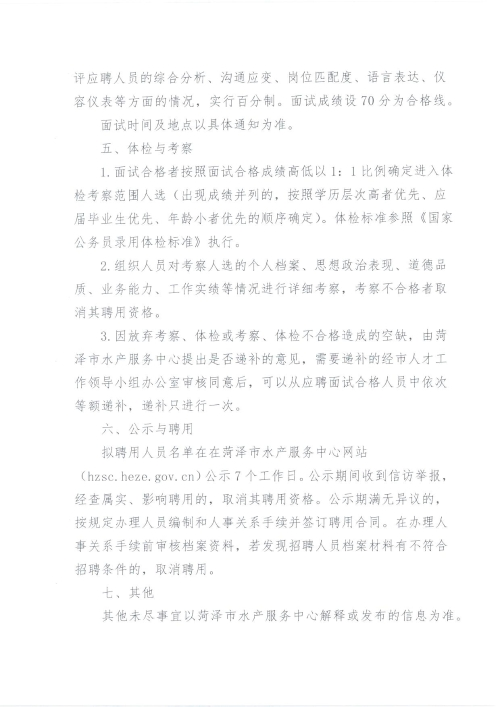 评应聘人员的综合分析、沟通应变、岗位匹配度、语言表达、仪
容仪表等方面的情况，实行百分制。面试成绩设 70 分为合格线。
面试时间及地点以具体通知为准。
五、体检与考察
1.面试合格者按照面试合格成绩高低以 1：1 比例确定进入体
检考察范围人选（出现成绩并列的，按照学历层次高者优先、应
届毕业生优先、年龄小者优先的顺序确定）。体检标准参照《国家
公务员录用体检标准》执行。
2.组织人员对考察人选的个人档案、思想政治表现、道德品
质、业务能力、工作实绩等情况进行详细考察，考察不合格者取
消其聘用资格。
3.因放弃考察、体检或考察、体检不合格造成的空缺，由菏
泽市水产服务中心提出是否递补的意见，需要递补的经市人才工
作领导小组办公室审核同意后，可以从应聘面试合格人员中依次
等额递补，递补只进行一次。
六、公示与聘用
拟聘用人员名单在在菏泽市水产服务中心网站
（hzsc.heze.gov.cn）公示 7 个工作日。公示期间收到信访举报，
经查属实、影响聘用的，取消其聘用资格。公示期满无异议的，
按规定办理人员编制和人事关系手续并签订聘用合同。在办理人
事关系手续前审核档案资料，若发现招聘人员档案材料有不符合
招聘条件的，取消聘用。
七、其他
其他未尽事宜以菏泽市水产服务中心解释或发布的信息为准。